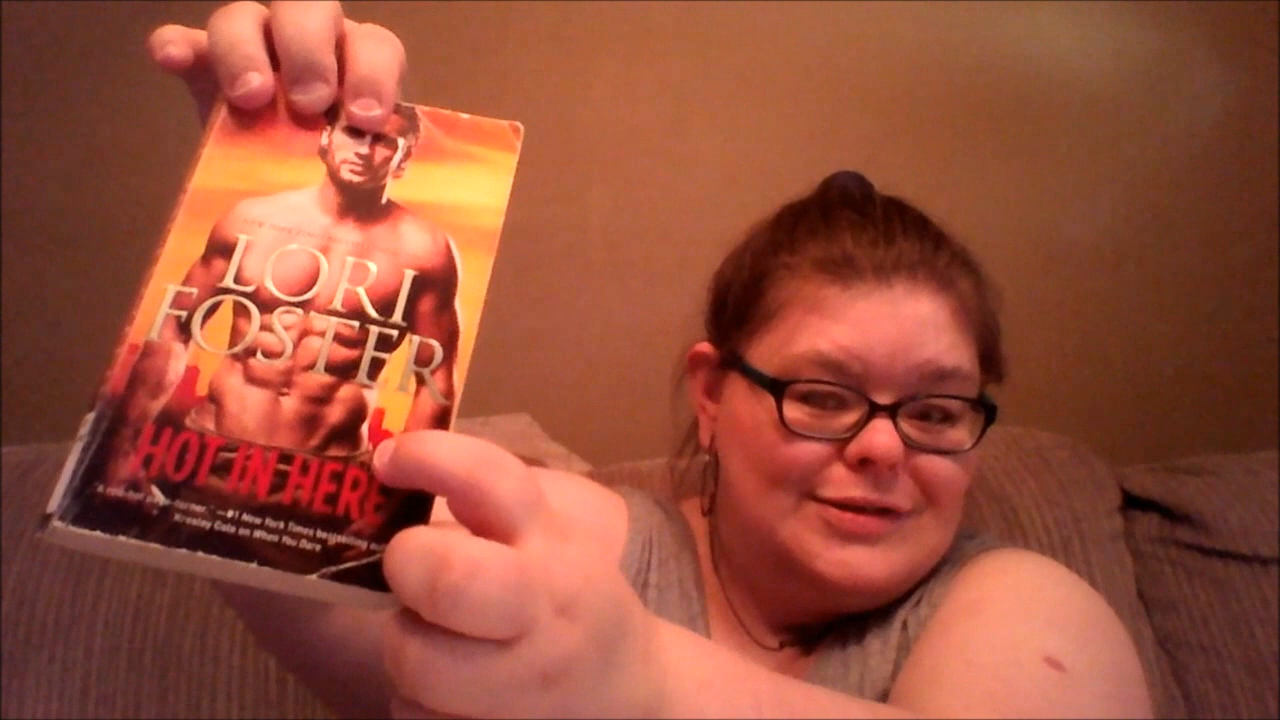 LORI
FOSTER
HOT IN HERE
—#1 New York Times bestselling
Kresley Cole on When You Dare